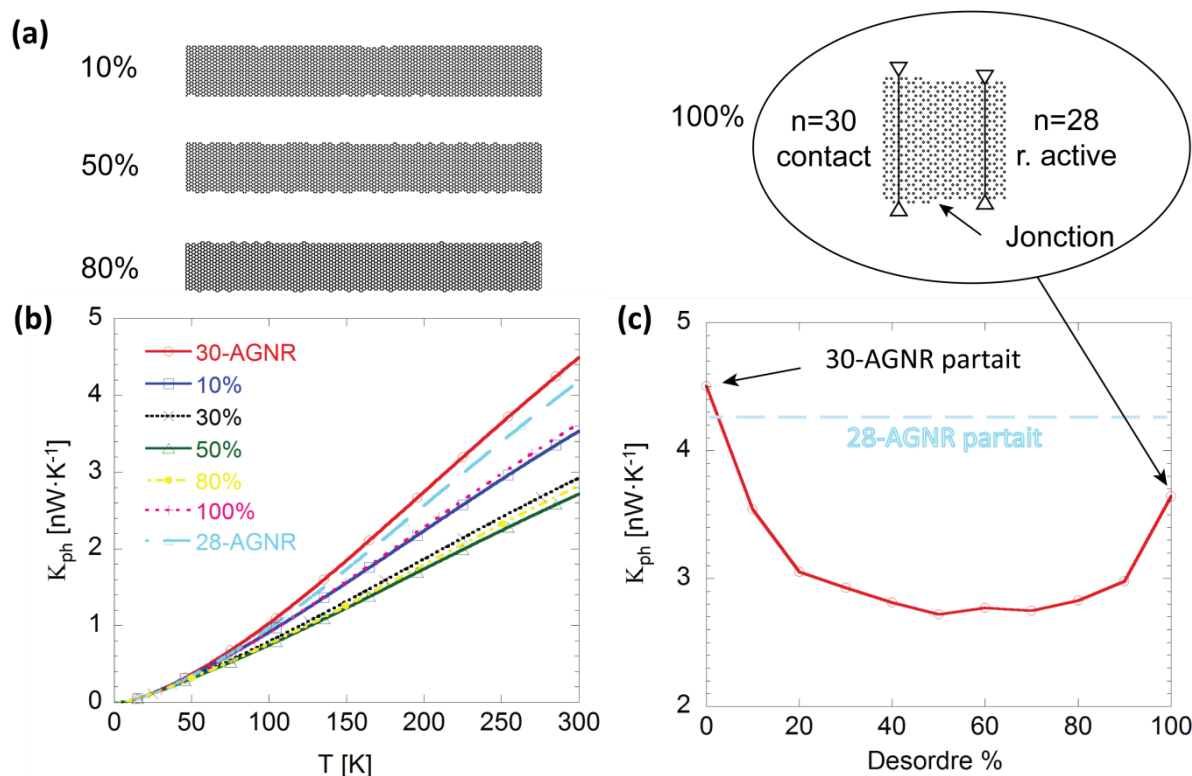 (a)
10%
50%
80%
100%
n=30
contact
n=28
r. active
Jonction
(b)
5
4
3
2
1
0
K_ph [nW·K⁻¹]
30-AGNR
10%
30%
50%
80%
100%
28-AGNR
0 50 100 150 200 250 300
T [K]
(c)
5
4
3
2
K_ph [nW·K⁻¹]
30-AGNR partait
28-AGNR partait
0 20 40 60 80 100
Desordre %